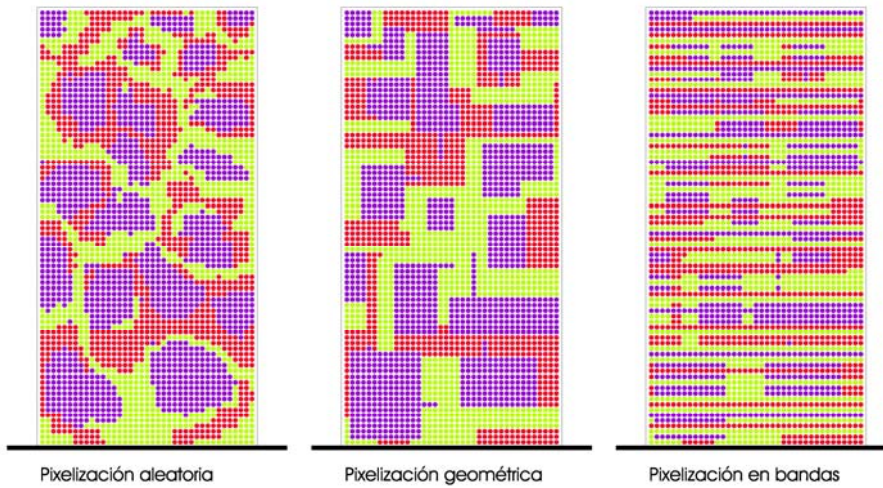 Pixelización aleatoria
Pixelización geométrica
Pixelización en bandas